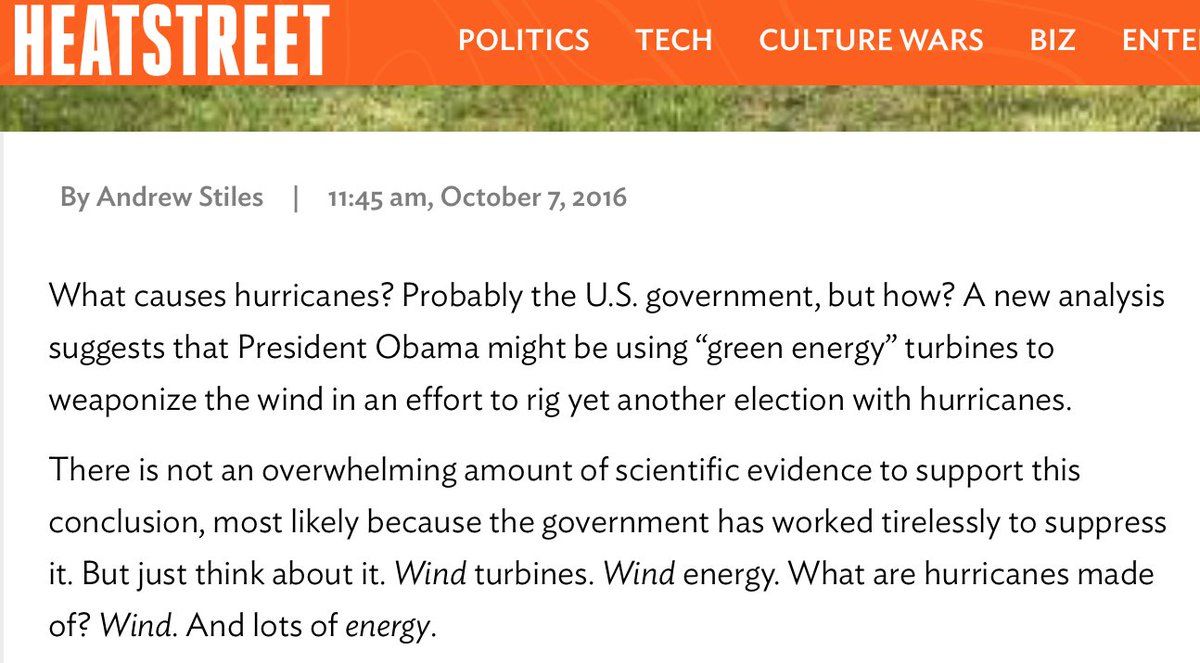 HEATSTREET POLITICS TECH CULTURE WARS BIZ ENTE
By Andrew Stiles | 11:45 am, October 7, 2016
What causes hurricanes? Probably the U.S. government, but how? A new analysis
suggests that President Obama might be using “green energy” turbines to
weaponize the wind in an effort to rig yet another election with hurricanes.
There is not an overwhelming amount of scientific evidence to support this
conclusion, most likely because the government has worked tirelessly to suppress
it. But just think about it. Wind turbines. Wind energy. What are hurricanes made
of? Wind. And lots of energy.